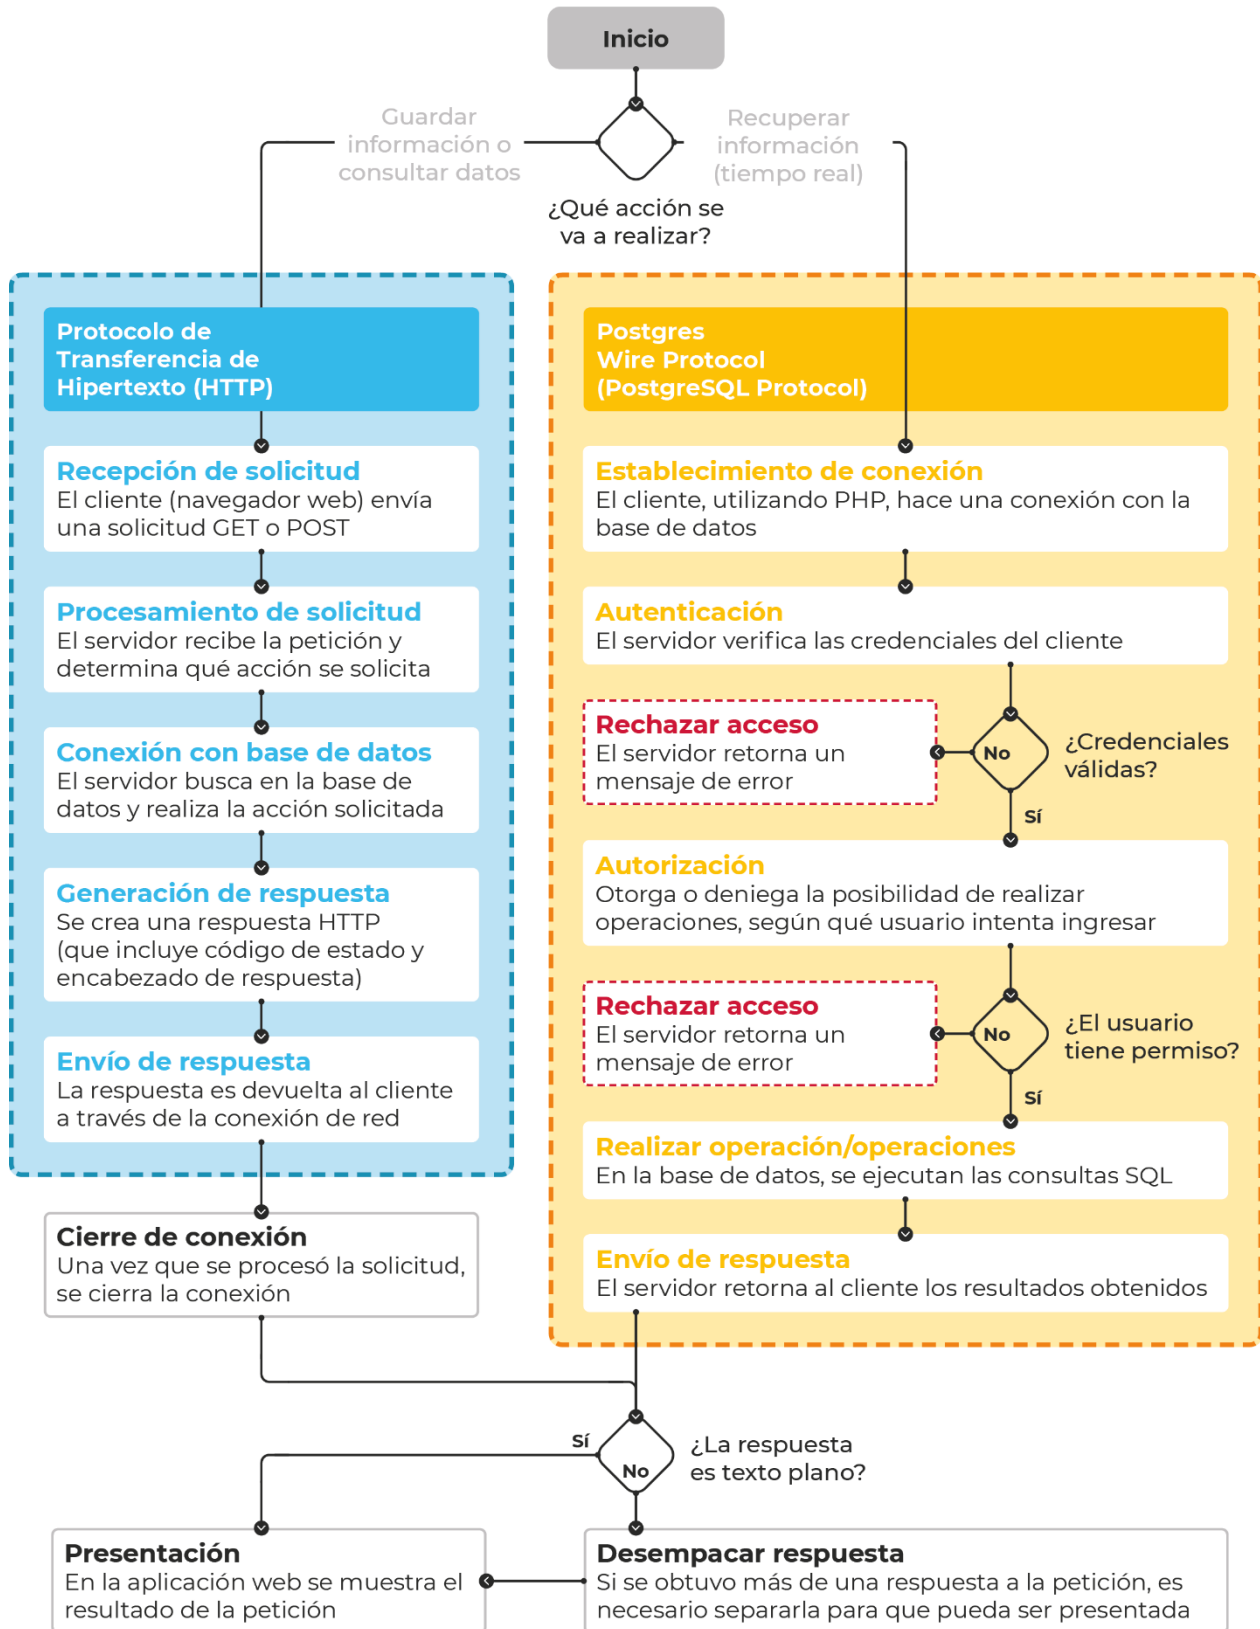 Inicio
Guardar
información o
consultar datos
Recuperar
información
(tiempo real)
¿Qué acción se
va a realizar?
Protocolo de
Transferencia de
Hipertexto (HTTP)
Recepción de solicitud
El cliente (navegador web) envía
una solicitud GET o POST
Procesamiento de solicitud
El servidor recibe la petición y
determina qué acción se solicita
Conexión con base de datos
El servidor busca en la base de
datos y realiza la acción solicitada
Generación de respuesta
Se crea una respuesta HTTP
(que incluye código de estado y
encabezado de respuesta)
Envío de respuesta
La respuesta es devuelta al cliente
a través de la conexión de red
Cierre de conexión
Una vez que se procesó la solicitud,
se cierra la conexión
Postgres
Wire Protocol
(PostgreSQL Protocol)
Establecimiento de conexión
El cliente, utilizando PHP, hace una conexión con la
base de datos
Autenticación
El servidor verifica las credenciales del cliente
Rechazar acceso
El servidor retorna un
mensaje de error
No
¿Credenciales
válidas?
Sí
Autorización
Otorga o deniega la posibilidad de realizar
operaciones, según qué usuario intenta ingresar
Rechazar acceso
El servidor retorna un
mensaje de error
No
¿El usuario
tiene permiso?
Sí
Realizar operación/operaciones
En la base de datos, se ejecutan las consultas SQL
Envío de respuesta
El servidor retorna al cliente los resultados obtenidos
Sí
No
¿La respuesta
es texto plano?
Presentación
En la aplicación web se muestra el
resultado de la petición
Desempacar respuesta
Si se obtuvo más de una respuesta a la petición, es
necesario separarla para que pueda ser presentada